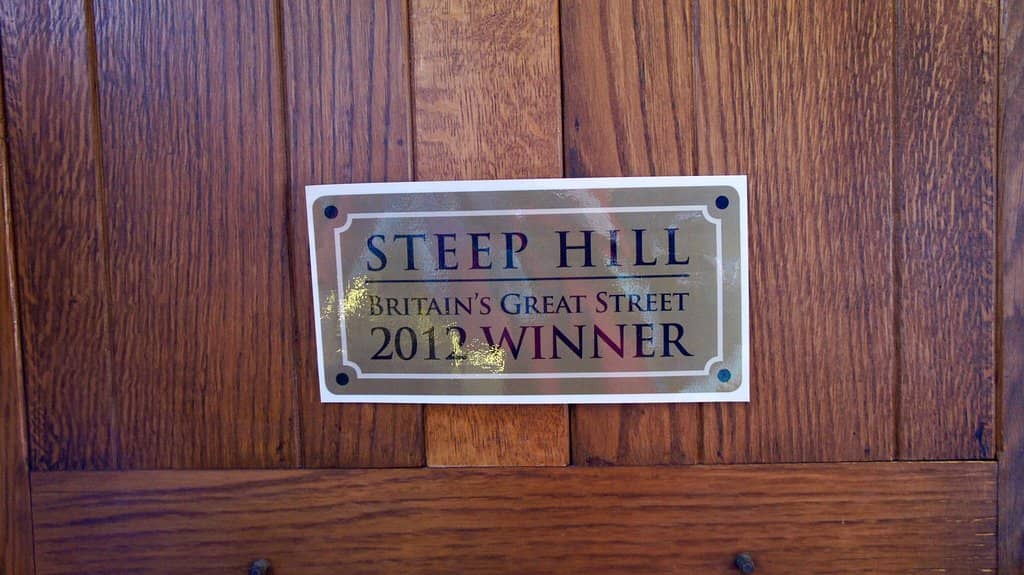 STEEP HILL
BRITAIN'S GREAT STREET
2012 WINNER